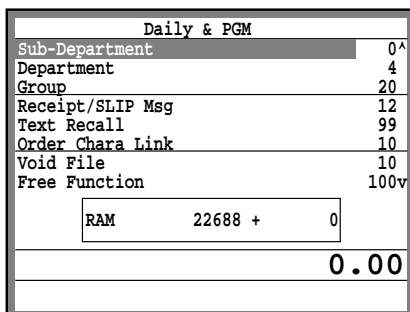 Daily & PGM
Sub-Department 0^
Department 4
Group 20
Receipt/SLIP Msg 12
Text Recall 99
Order Chara Link 10
Void File 10
Free Function 100v
RAM 22688 + 0
0.00